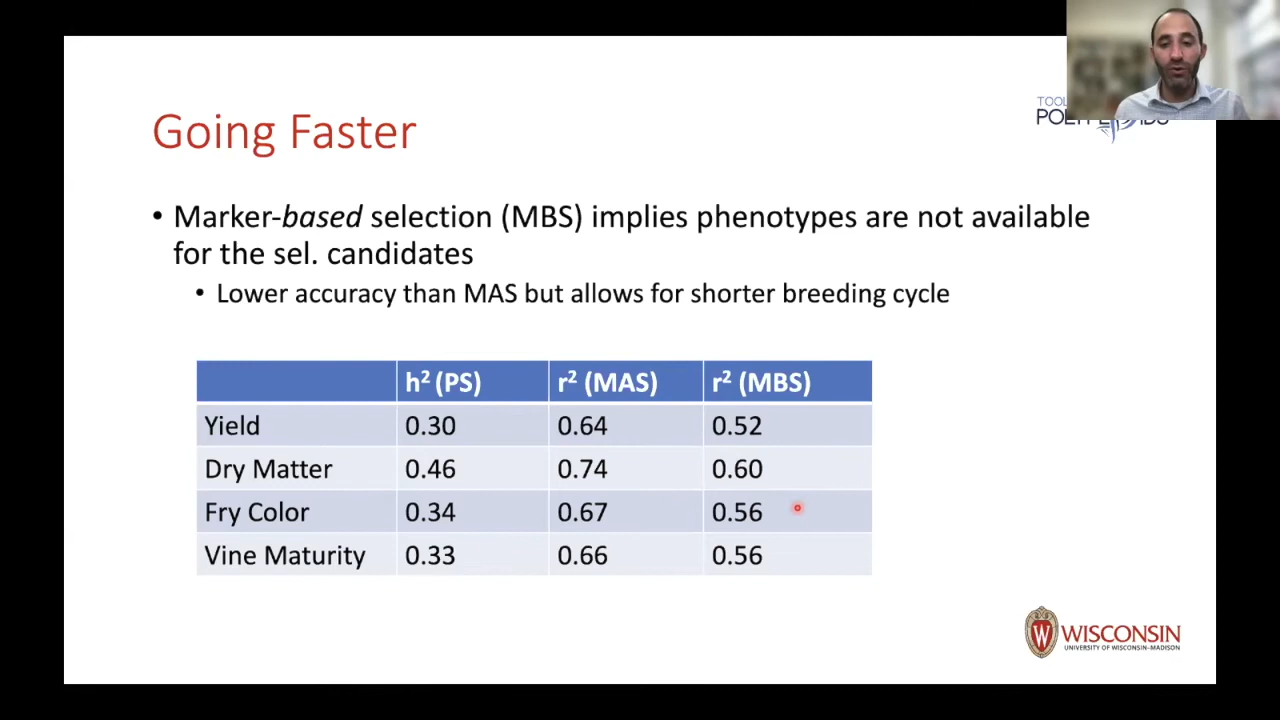 Going Faster
• Marker-based selection (MBS) implies phenotypes are not available
for the sel. candidates
• Lower accuracy than MAS but allows for shorter breeding cycle
h² (PS) r² (MAS) r² (MBS)
Yield 0.30 0.64 0.52
Dry Matter 0.46 0.74 0.60
Fry Color 0.34 0.67 0.56
Vine Maturity 0.33 0.66 0.56
W WISCONSIN
UNIVERSITY OF WISCONSIN–MADISON